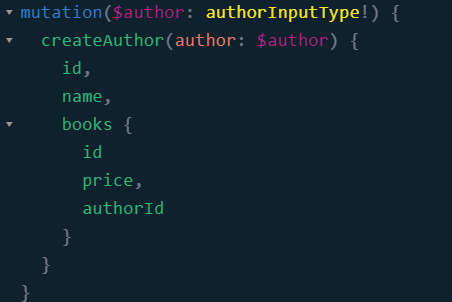 mutation($author: authorInputType!) {
createAuthor(author: $author) {
id,
name,
books {
id
price,
authorId
}
}
}